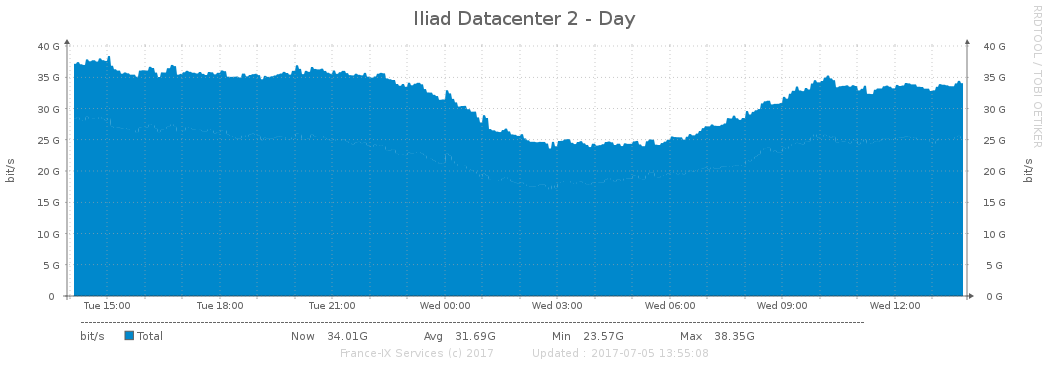 Iliad Datacenter 2 - Day
RRDTOOL / TOBI OETIKER
40 G 40 G
35 G 35 G
30 G 30 G
25 G 25 G
20 G 20 G
15 G 15 G
10 G 10 G
5 G 5 G
0 0 G
bit/s bit/s
Tue 15:00 Tue 18:00 Tue 21:00 Wed 00:00 Wed 03:00 Wed 06:00 Wed 09:00 Wed 12:00
bit/s Total Now 34.01G Avg 31.69G Min 23.57G Max 38.35G
France-IX Services (c) 2017 Updated : 2017-07-05 13:55:08